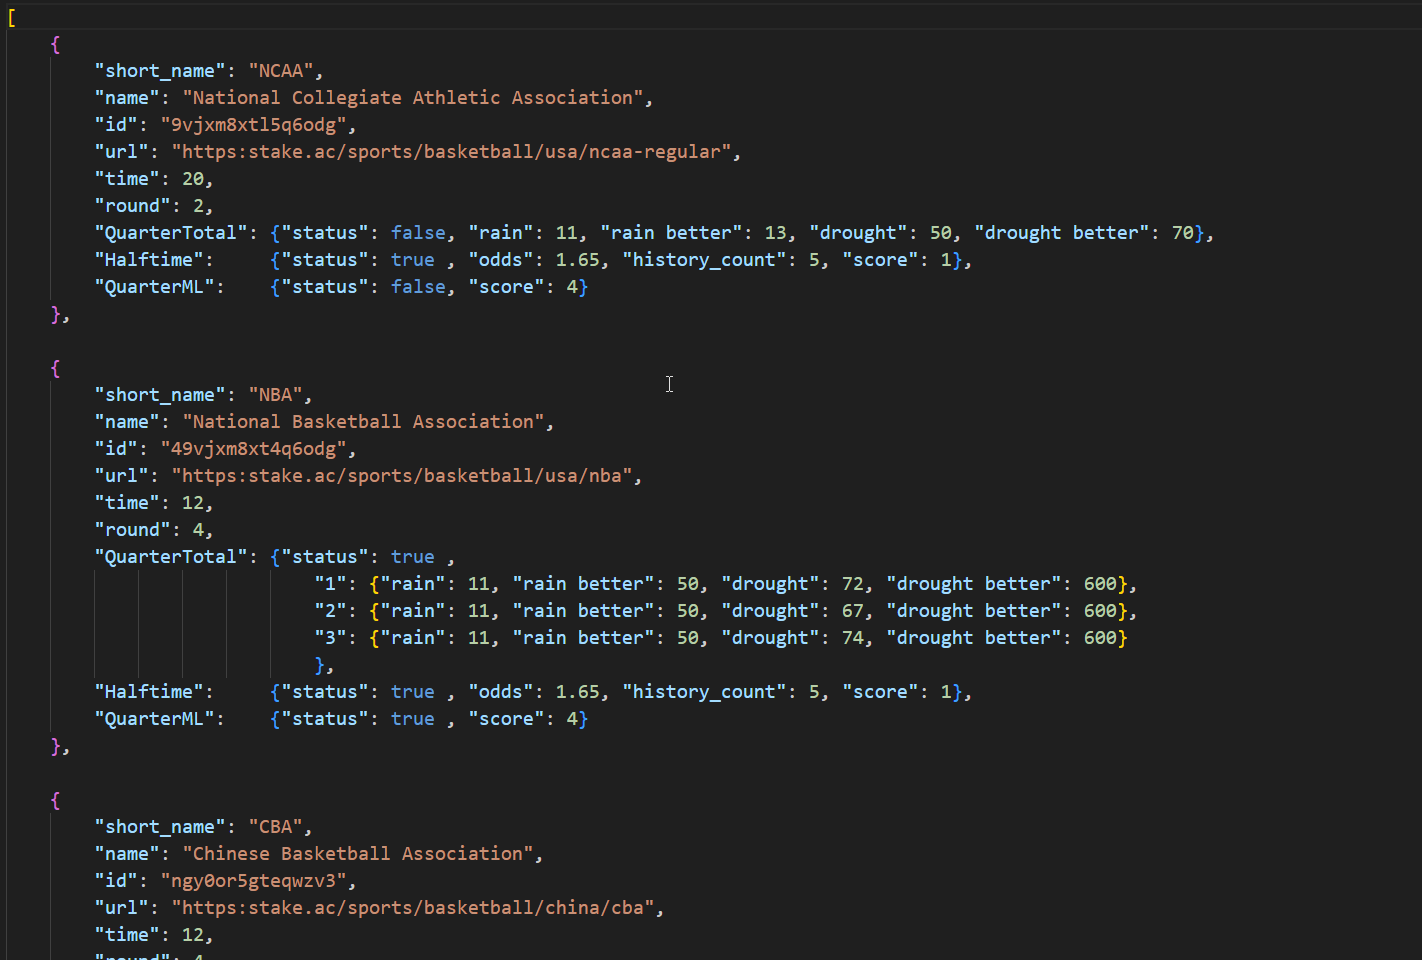 [
{
"short_name": "NCAA",
"name": "National Collegiate Athletic Association",
"id": "9vjxm8xtl5q6odg",
"url": "https:stake.ac/sports/basketball/usa/ncaa-regular",
"time": 20,
"round": 2,
"QuarterTotal": {"status": false, "rain": 11, "rain better": 13, "drought": 50, "drought better": 70},
"Halftime": {"status": true , "odds": 1.65, "history_count": 5, "score": 1},
"QuarterML": {"status": false, "score": 4}
},
{
"short_name": "NBA",
"name": "National Basketball Association",
"id": "49vjxm8xt4q6odg",
"url": "https:stake.ac/sports/basketball/usa/nba",
"time": 12,
"round": 4,
"QuarterTotal": {"status": true ,
"1": {"rain": 11, "rain better": 50, "drought": 72, "drought better": 600},
"2": {"rain": 11, "rain better": 50, "drought": 67, "drought better": 600},
"3": {"rain": 11, "rain better": 50, "drought": 74, "drought better": 600}
},
"Halftime": {"status": true , "odds": 1.65, "history_count": 5, "score": 1},
"QuarterML": {"status": true , "score": 4}
},
{
"short_name": "CBA",
"name": "Chinese Basketball Association",
"id": "ngy0or5gteqwzv3",
"url": "https:stake.ac/sports/basketball/china/cba",
"time": 12,
"round": 4